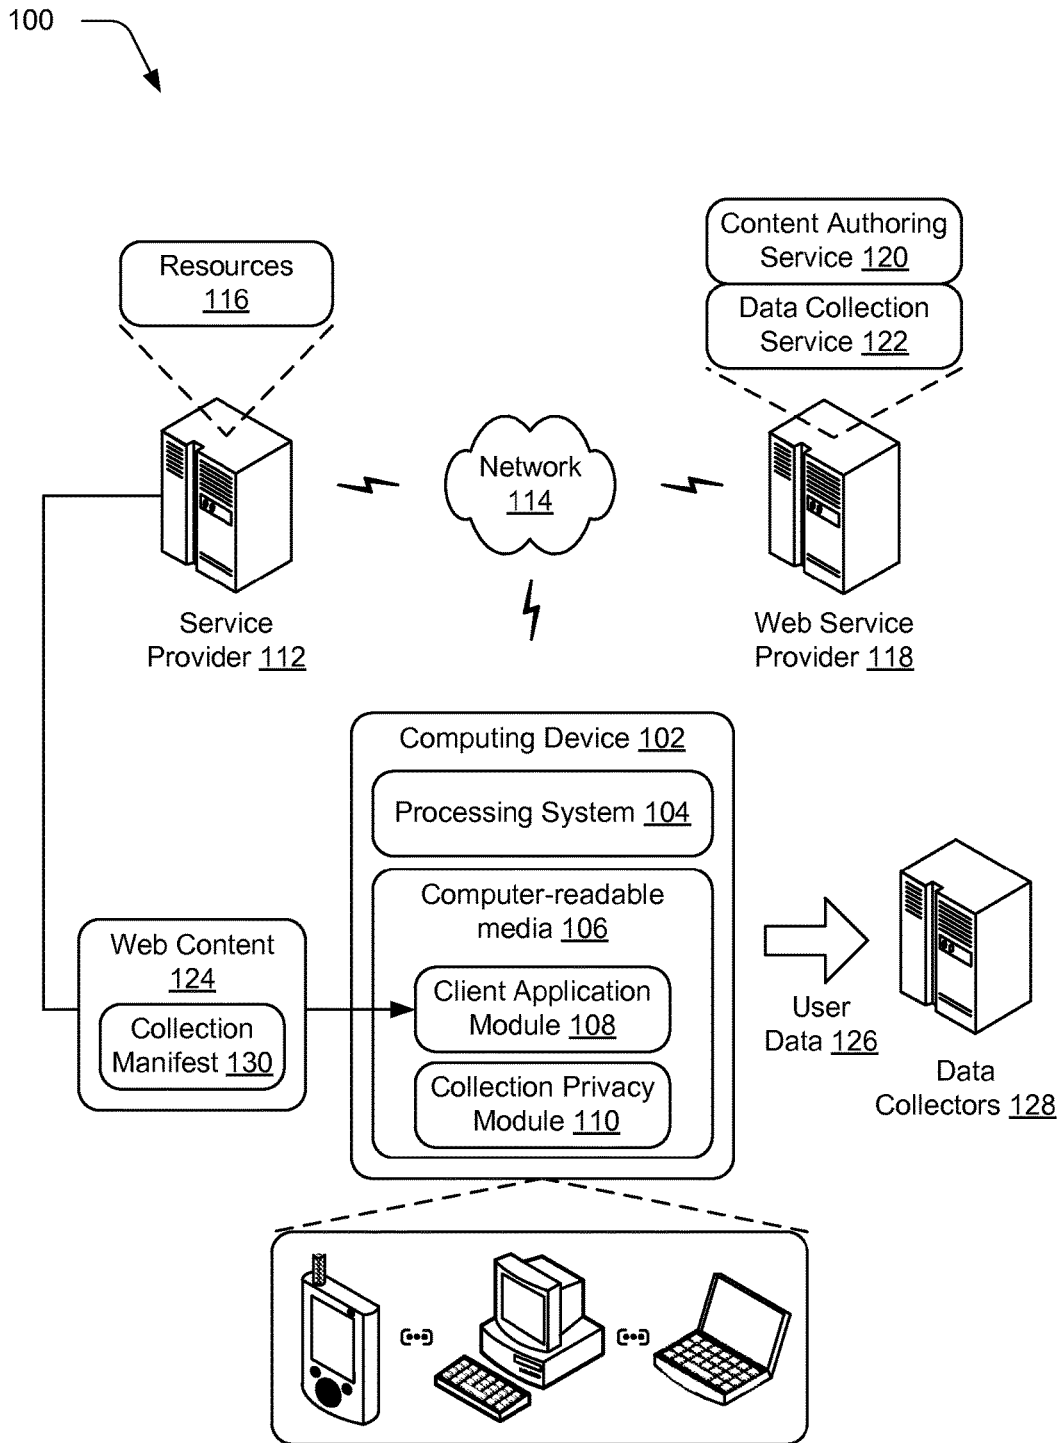 100
Resources
116
Content Authoring
Service 120
Data Collection
Service 122
Network
114
Service
Provider 112
Web Service
Provider 118
Computing Device 102
Processing System 104
Computer-readable
media 106
Client Application
Module 108
Collection Privacy
Module 110
Web Content
124
Collection
Manifest 130
User
Data 126
Data
Collectors 128